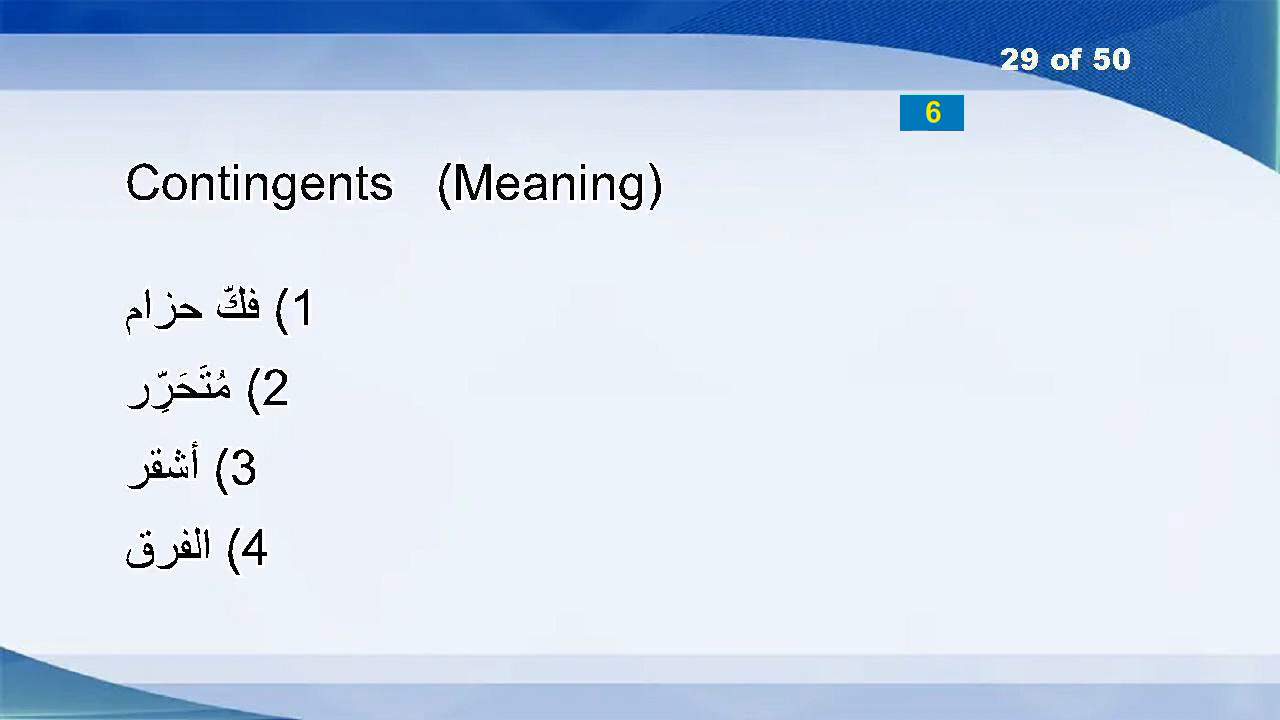 29 of 50
6
Contingents (Meaning)
1) فكّ حزام
2) مُتَحَرِّر
3) أشقر
4) الفرق